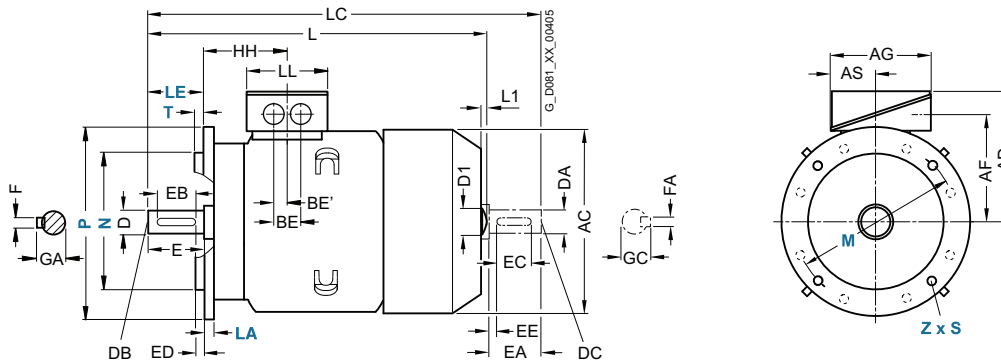 LC
L
HH
LL
LE
T
L1
G_D081_XX_00405
F
P
N
D
EB
E
GA
BE'
BE
D1
DA
AC
FA
EC
GC
LA
DB
ED
EE
EA
DC
AG
AS
AF
AD
M
Z x S